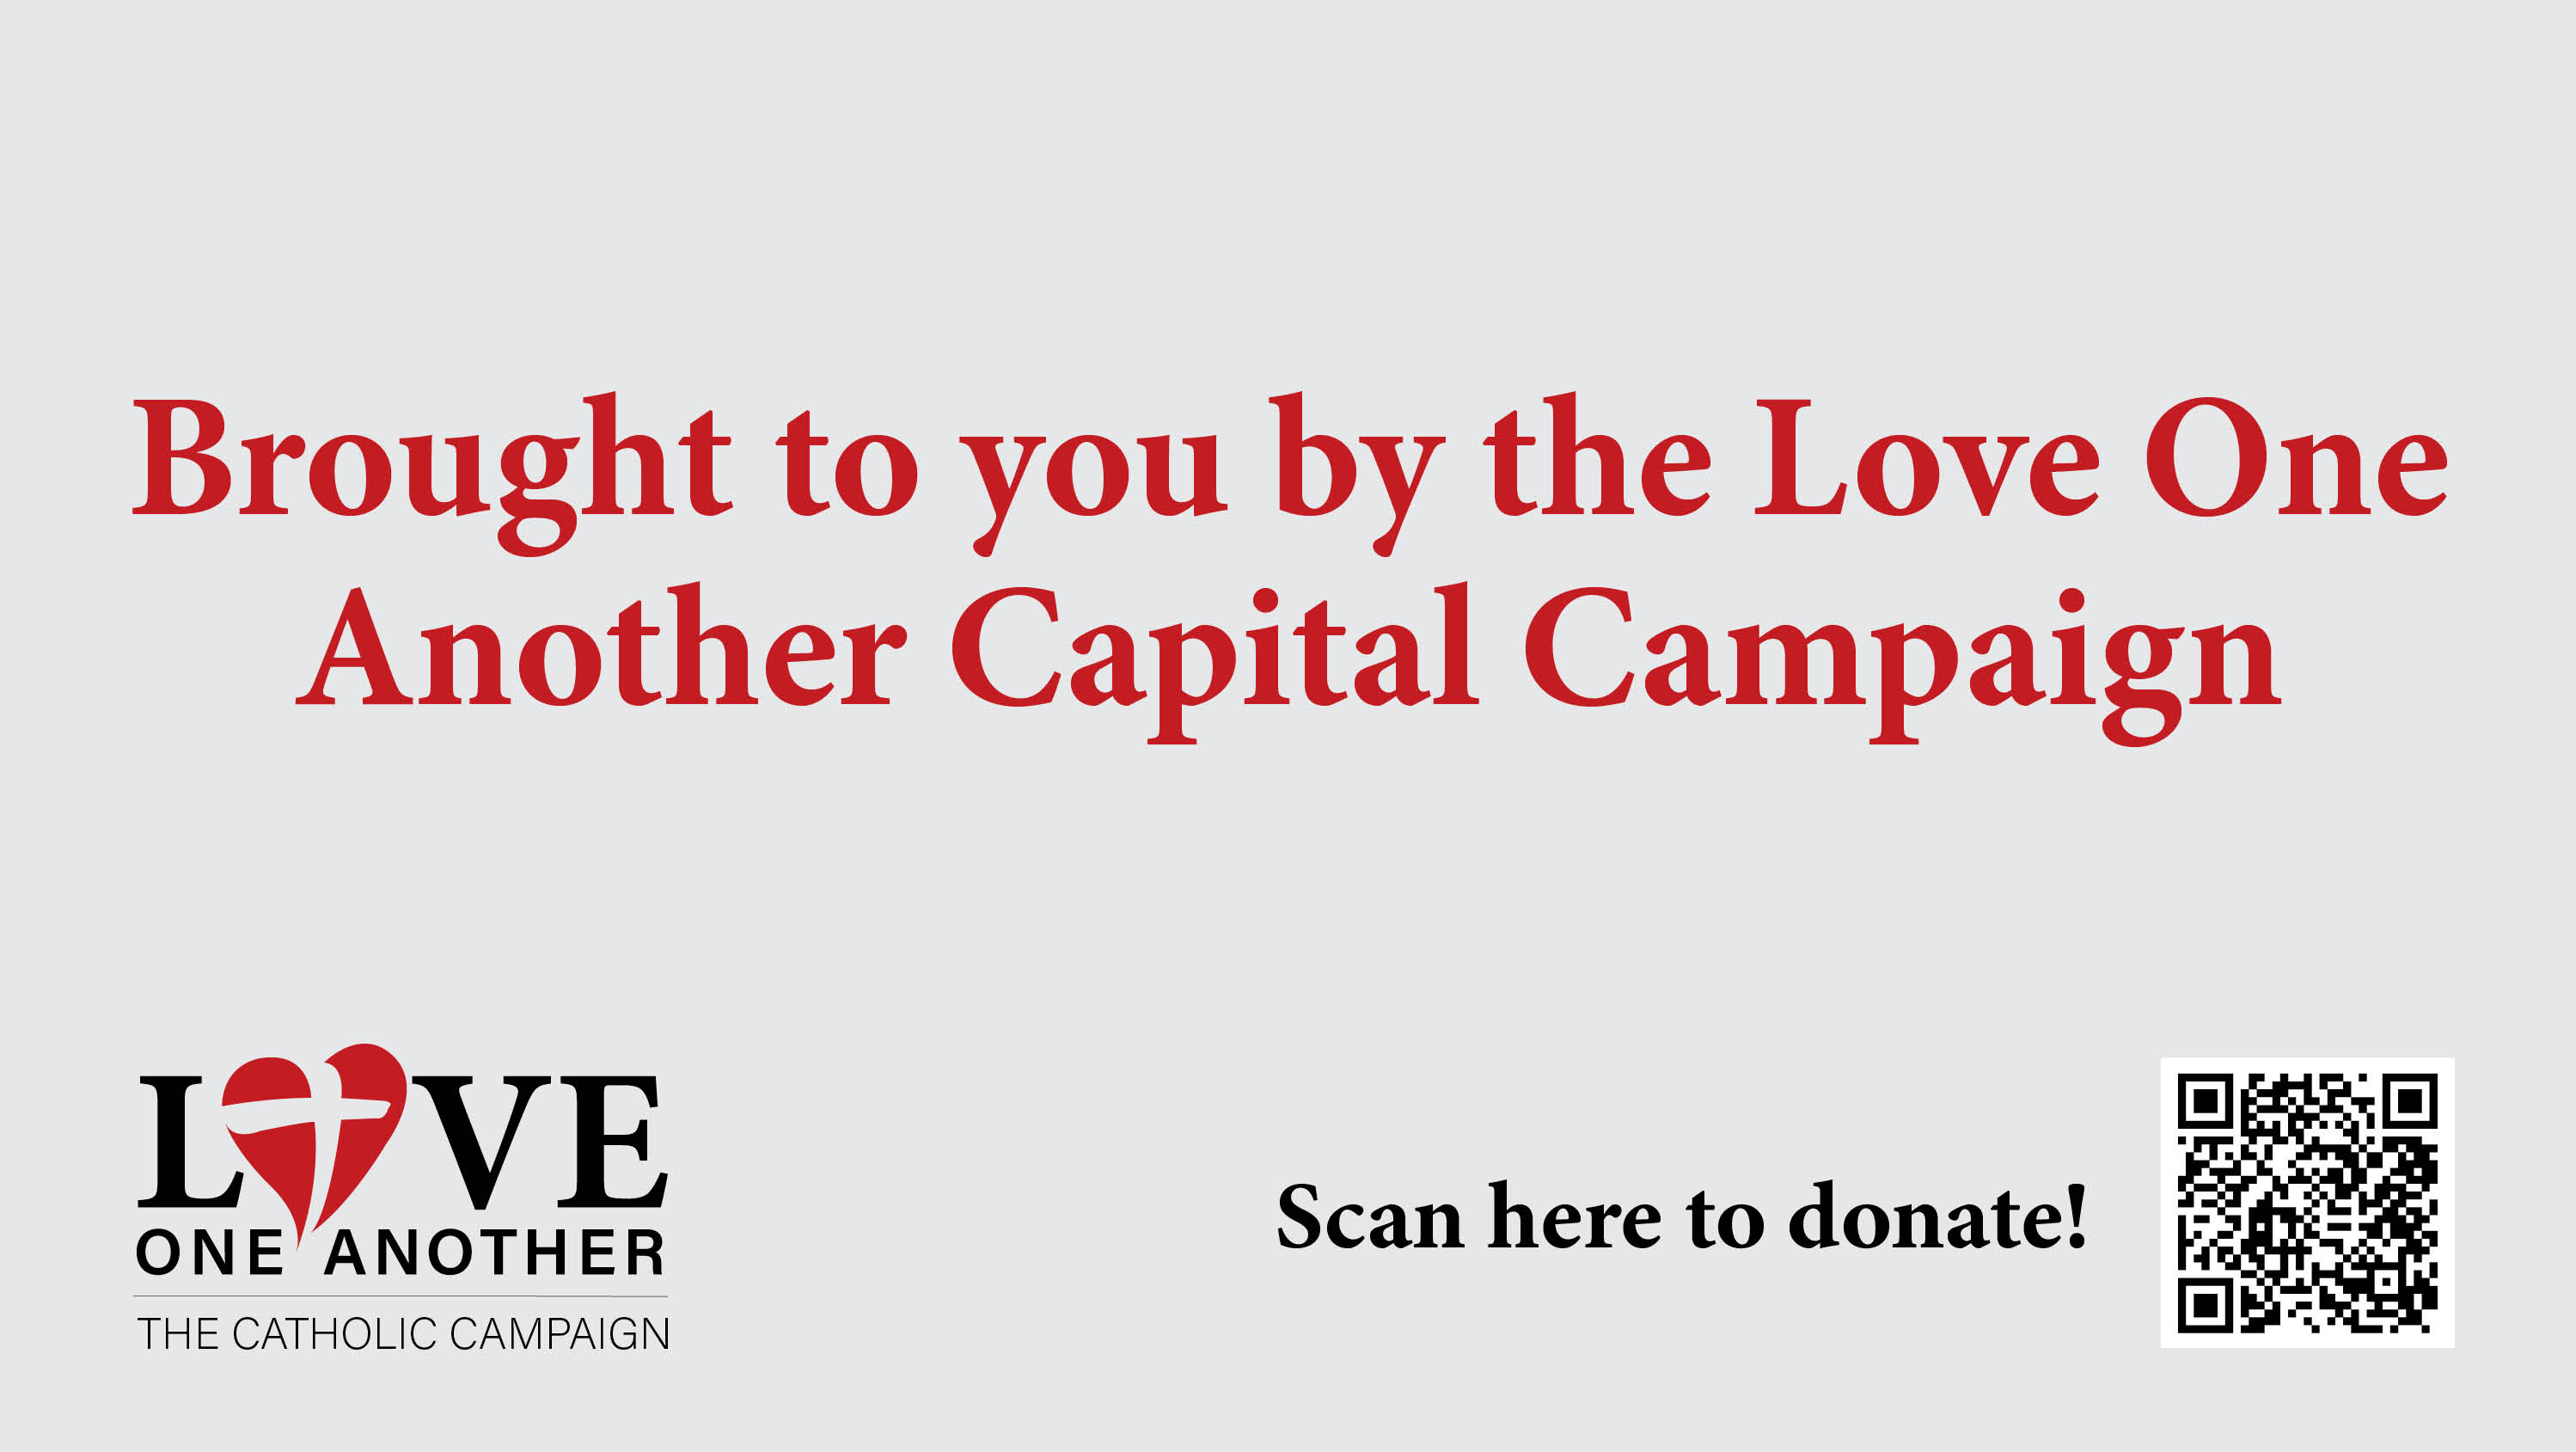 Brought to you by the Love One
Another Capital Campaign
LOVE
ONE ANOTHER
THE CATHOLIC CAMPAIGN
Scan here to donate!